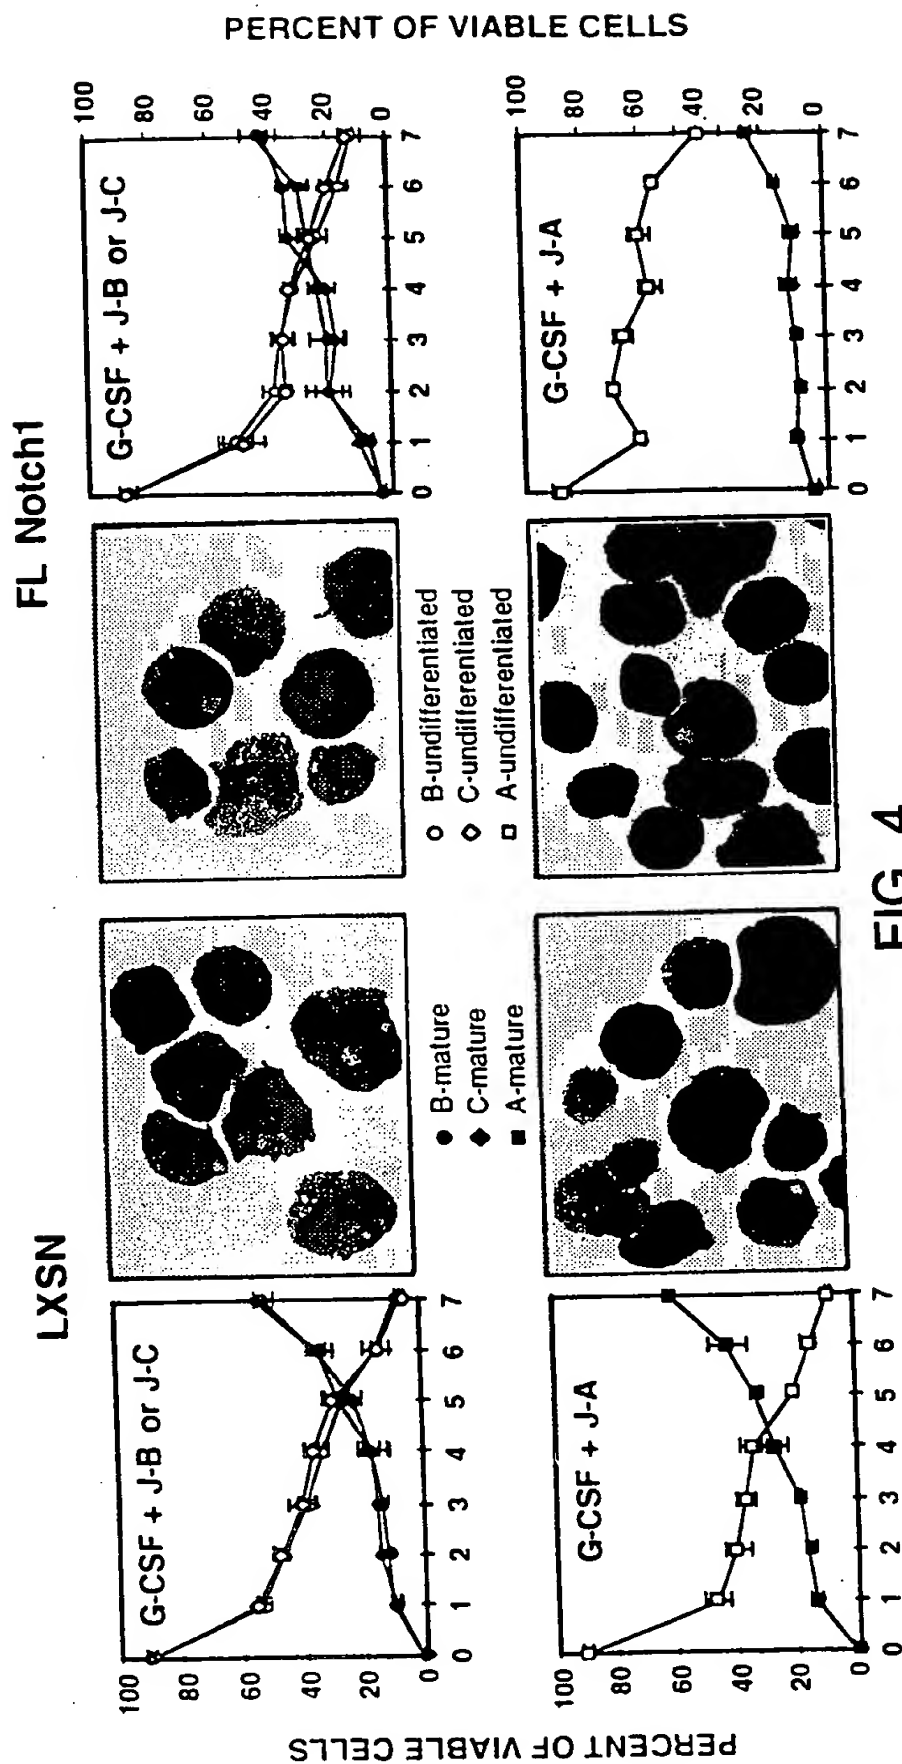 LXSN
FL Notch1
PERCENT OF VIABLE CELLS
100
80
60
40
20
0
G-CSF + J-B or J-C
0 1 2 3 4 5 6 7
G-CSF + J-B or J-C
100
80
60
40
20
0
0 1 2 3 4 5 6 7
PERCENT OF VIABLE CELLS
B-mature
C-mature
A-mature
B-undifferentiated
C-undifferentiated
A-undifferentiated
100
80
60
40
20
0
G-CSF + J-A
0 1 2 3 4 5 6 7
G-CSF + J-A
100
80
60
40
20
0
0 1 2 3 4 5 6 7
FIG. 4